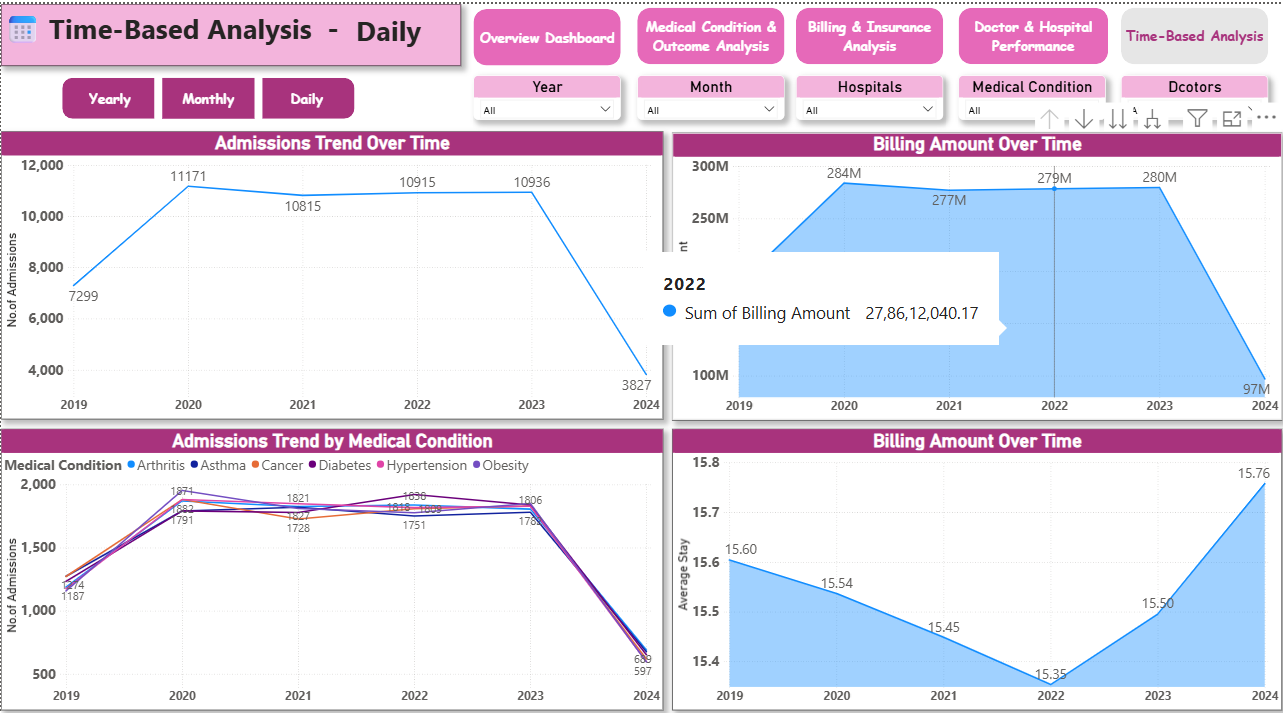 Time-Based Analysis - Daily
Overview Dashboard
Medical Condition &
Outcome Analysis
Billing & Insurance
Analysis
Doctor & Hospital
Performance
Time-Based Analysis
Yearly
Monthly
Daily
Year
All
Month
All
Hospitals
All
Medical Condition
All
Dcotors
Admissions Trend Over Time
No.of Admissions
12,000
10,000
8,000
6,000
4,000
7299
11171
10815
10915
10936
3827
2019 2020 2021 2022 2023 2024
Billing Amount Over Time
300M
250M
100M
284M
277M
279M
280M
97M
2019 2020 2021 2022 2023 2024
2022
Sum of Billing Amount 27,86,12,040.17
Admissions Trend by Medical Condition
Medical Condition Arthritis Asthma Cancer Diabetes Hypertension Obesity
No.of Admissions
2,000
1,500
1,000
500
1187
1871
1791
1821
1827
1728
1838
1818
1809
1751
1806
1782
689
597
2019 2020 2021 2022 2023 2024
Billing Amount Over Time
Average Stay
15.8
15.7
15.6
15.5
15.4
15.60
15.54
15.45
15.35
15.50
15.76
2019 2020 2021 2022 2023 2024